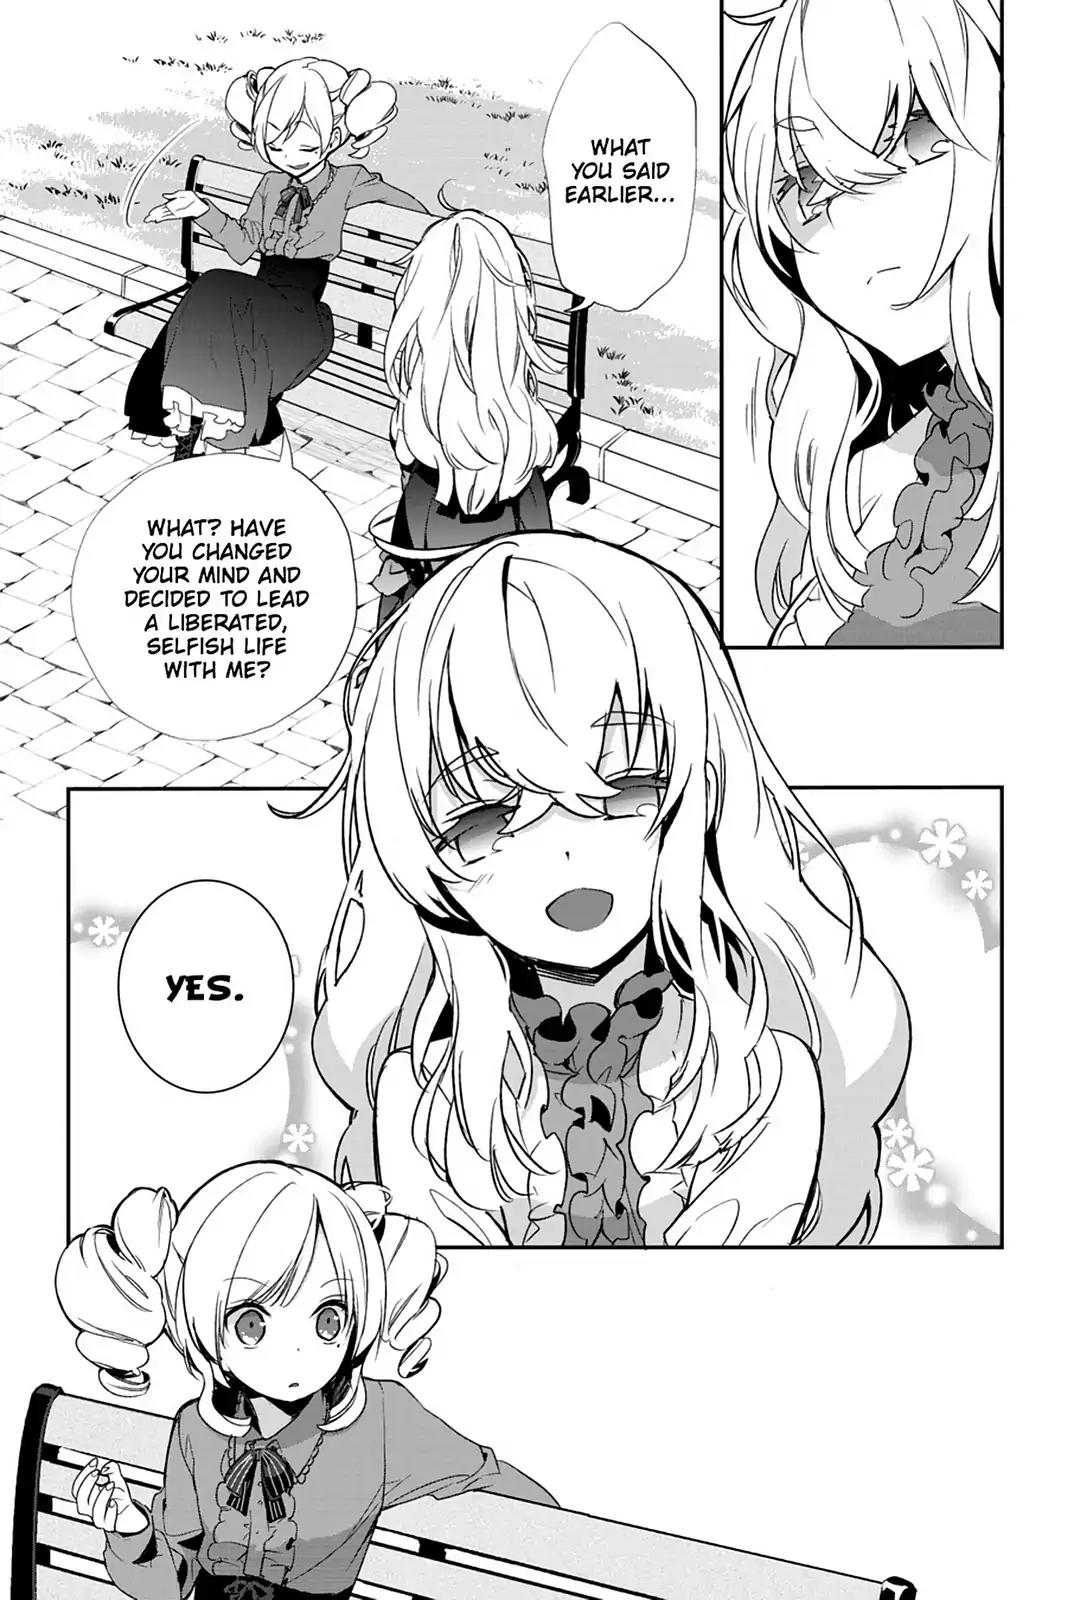 WHAT
YOU SAID
EARLIER...
WHAT? HAVE
YOU CHANGED
YOUR MIND AND
DECIDED TO LEAD
A LIBERATED,
SELFISH LIFE
WITH ME?
YES.